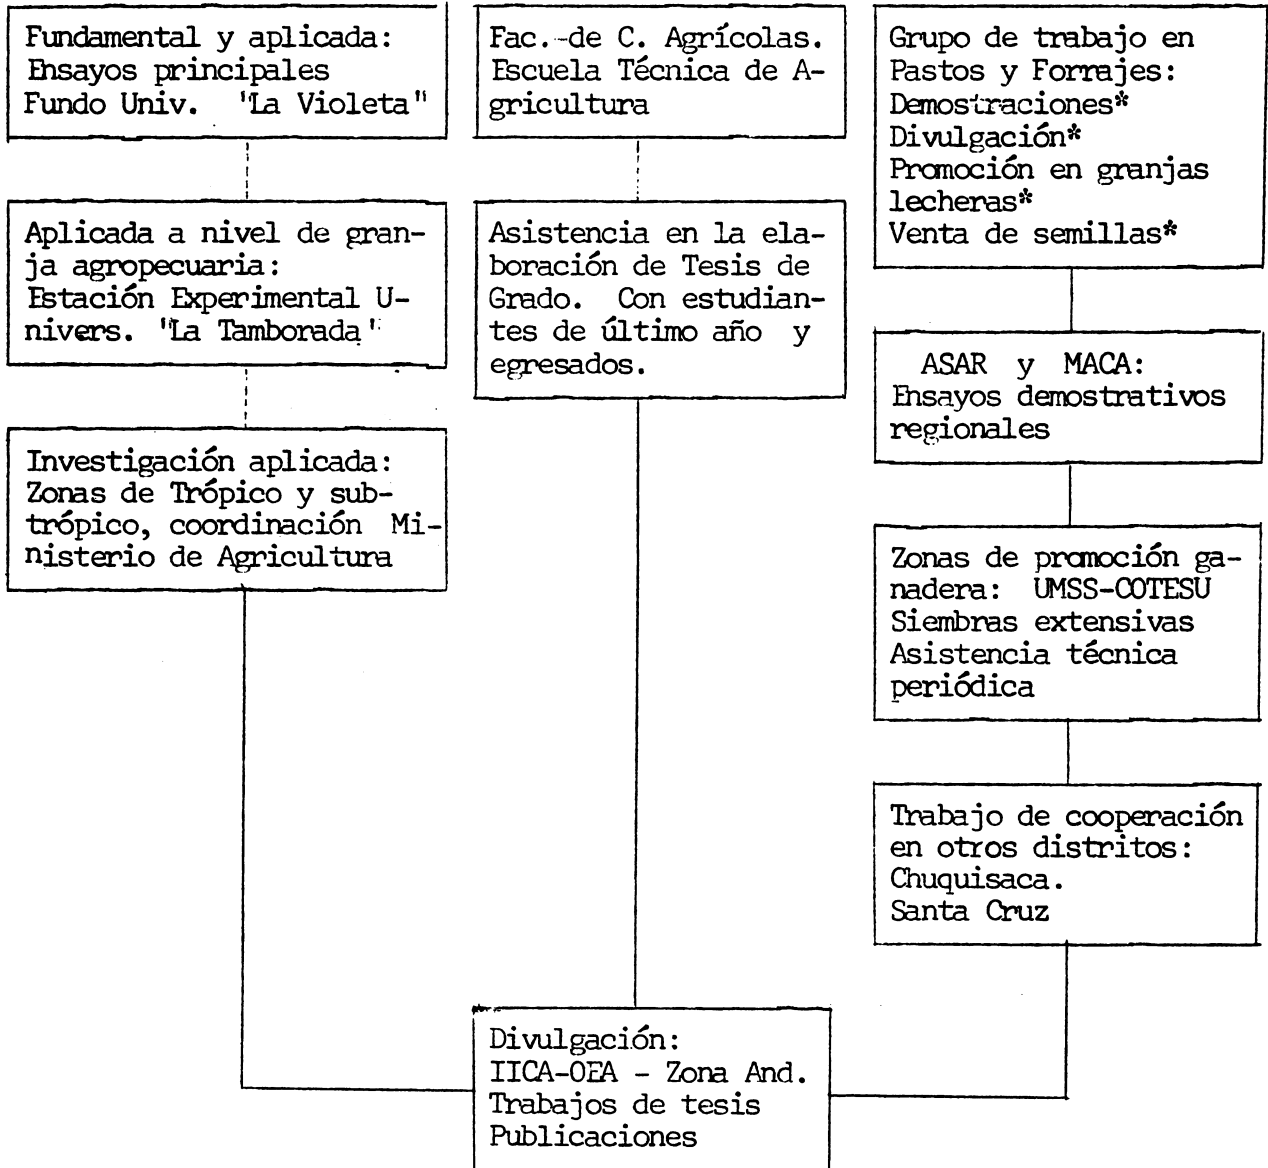 Fundamental y aplicada:
Ensayos principales
Fundo Univ. "La Violeta"
Aplicada a nivel de gran-
ja agropecuaria:
Estación Experimental U-
nivers. "La Tamborada"
Investigación aplicada:
Zonas de Trópico y sub-
trópico, coordinación Mi-
nisterio de Agricultura
Fac. de C. Agrícolas.
Escuela Técnica de A-
gricultura
Asistencia en la ela-
boración de Tesis de
Grado. Con estudian-
tes de último año y
egresados.
Grupo de trabajo en
Pastos y Forrajes:
Demostraciones*
Divulgación*
Promoción en granjas
lecheras*
Venta de semillas*
ASAR y MACA:
Ensayos demostrativos
regionales
Zonas de promoción ga-
nadera: UMSS-COTESU
Siembras extensivas
Asistencia técnica
periódica
Trabajo de cooperación
en otros distritos:
Chuquisaca.
Santa Cruz
Divulgación:
IICA-OEA - Zona And.
Trabajos de tesis
Publicaciones